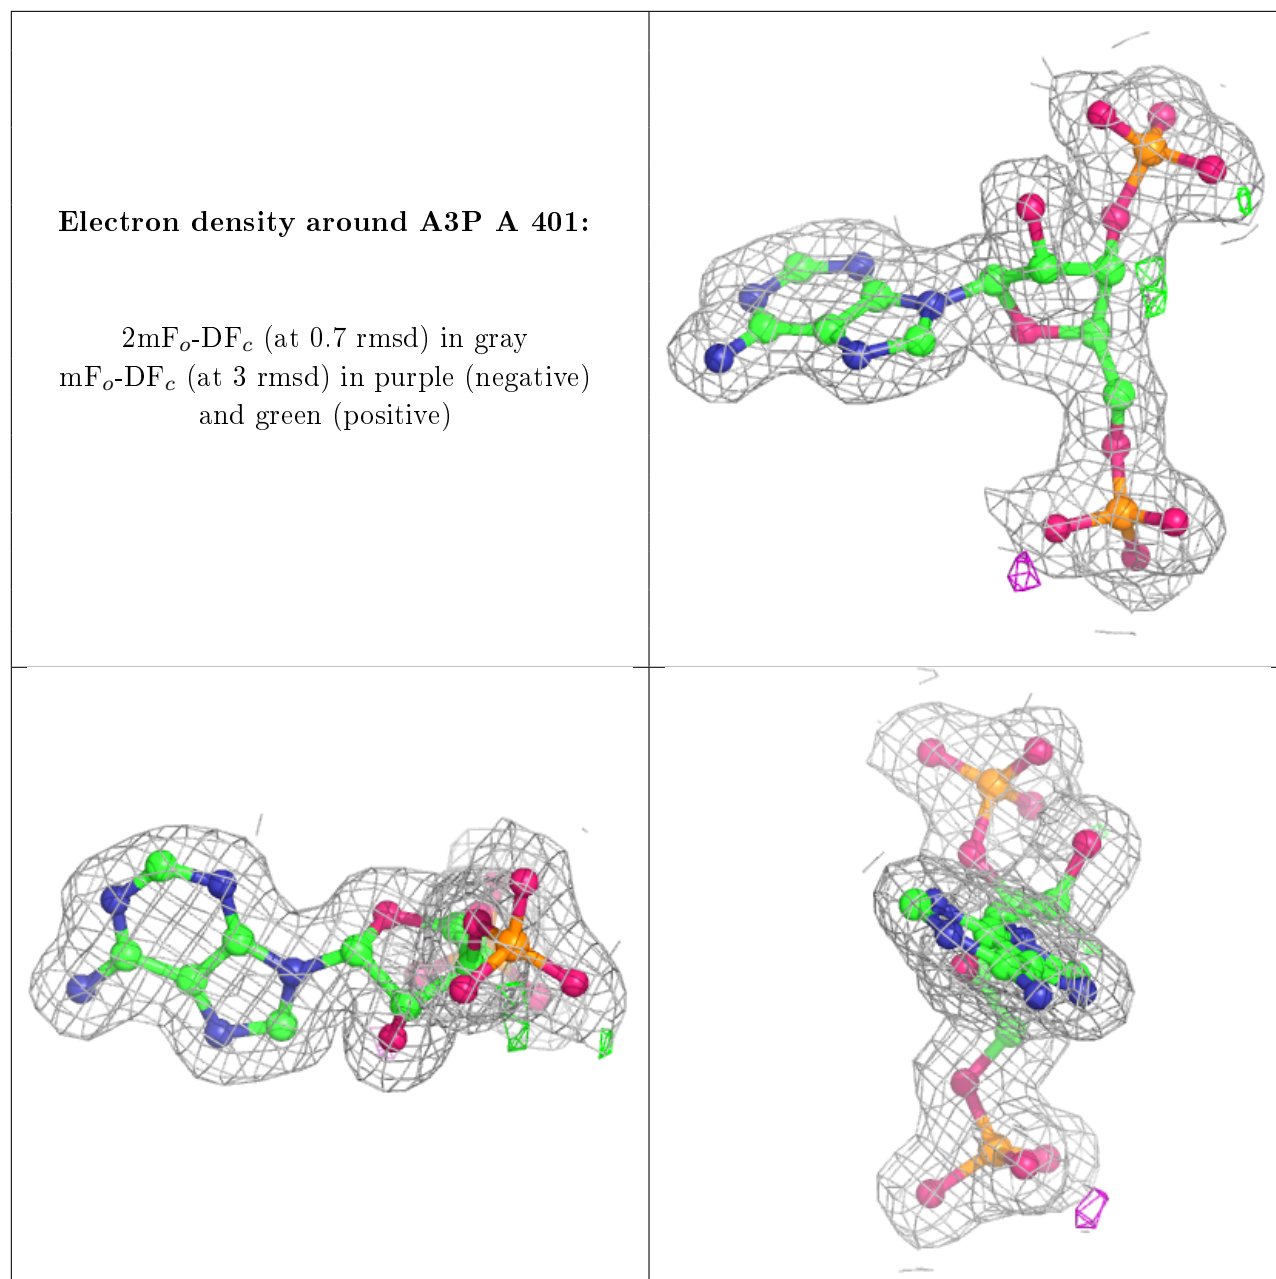 Electron density around A3P A 401:
2mFₒ-DF𝒸 (at 0.7 rmsd) in gray
mFₒ-DF𝒸 (at 3 rmsd) in purple (negative)
and green (positive)